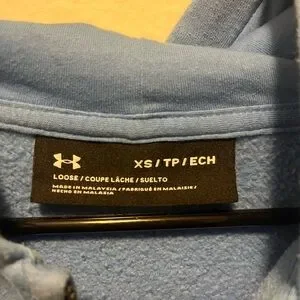 XS / TP / ECH
LOOSE / COUPE LÂCHE / SUELTO
MADE IN MALAYSIA / FABRIQUÉ EN MALAISIE /
HECHO EN MALASIA